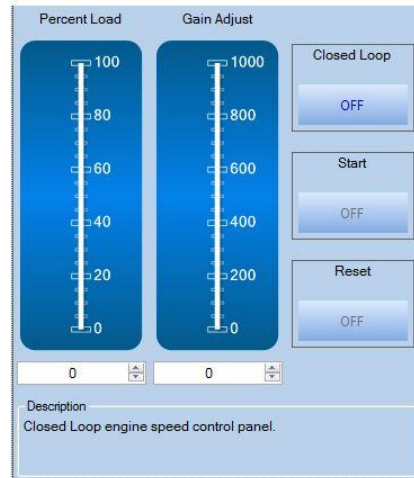 Percent Load
Gain Adjust
100
80
60
40
20
0
1000
800
600
400
200
0
0
0
Closed Loop
OFF
Start
OFF
Reset
OFF
Description
Closed Loop engine speed control panel.